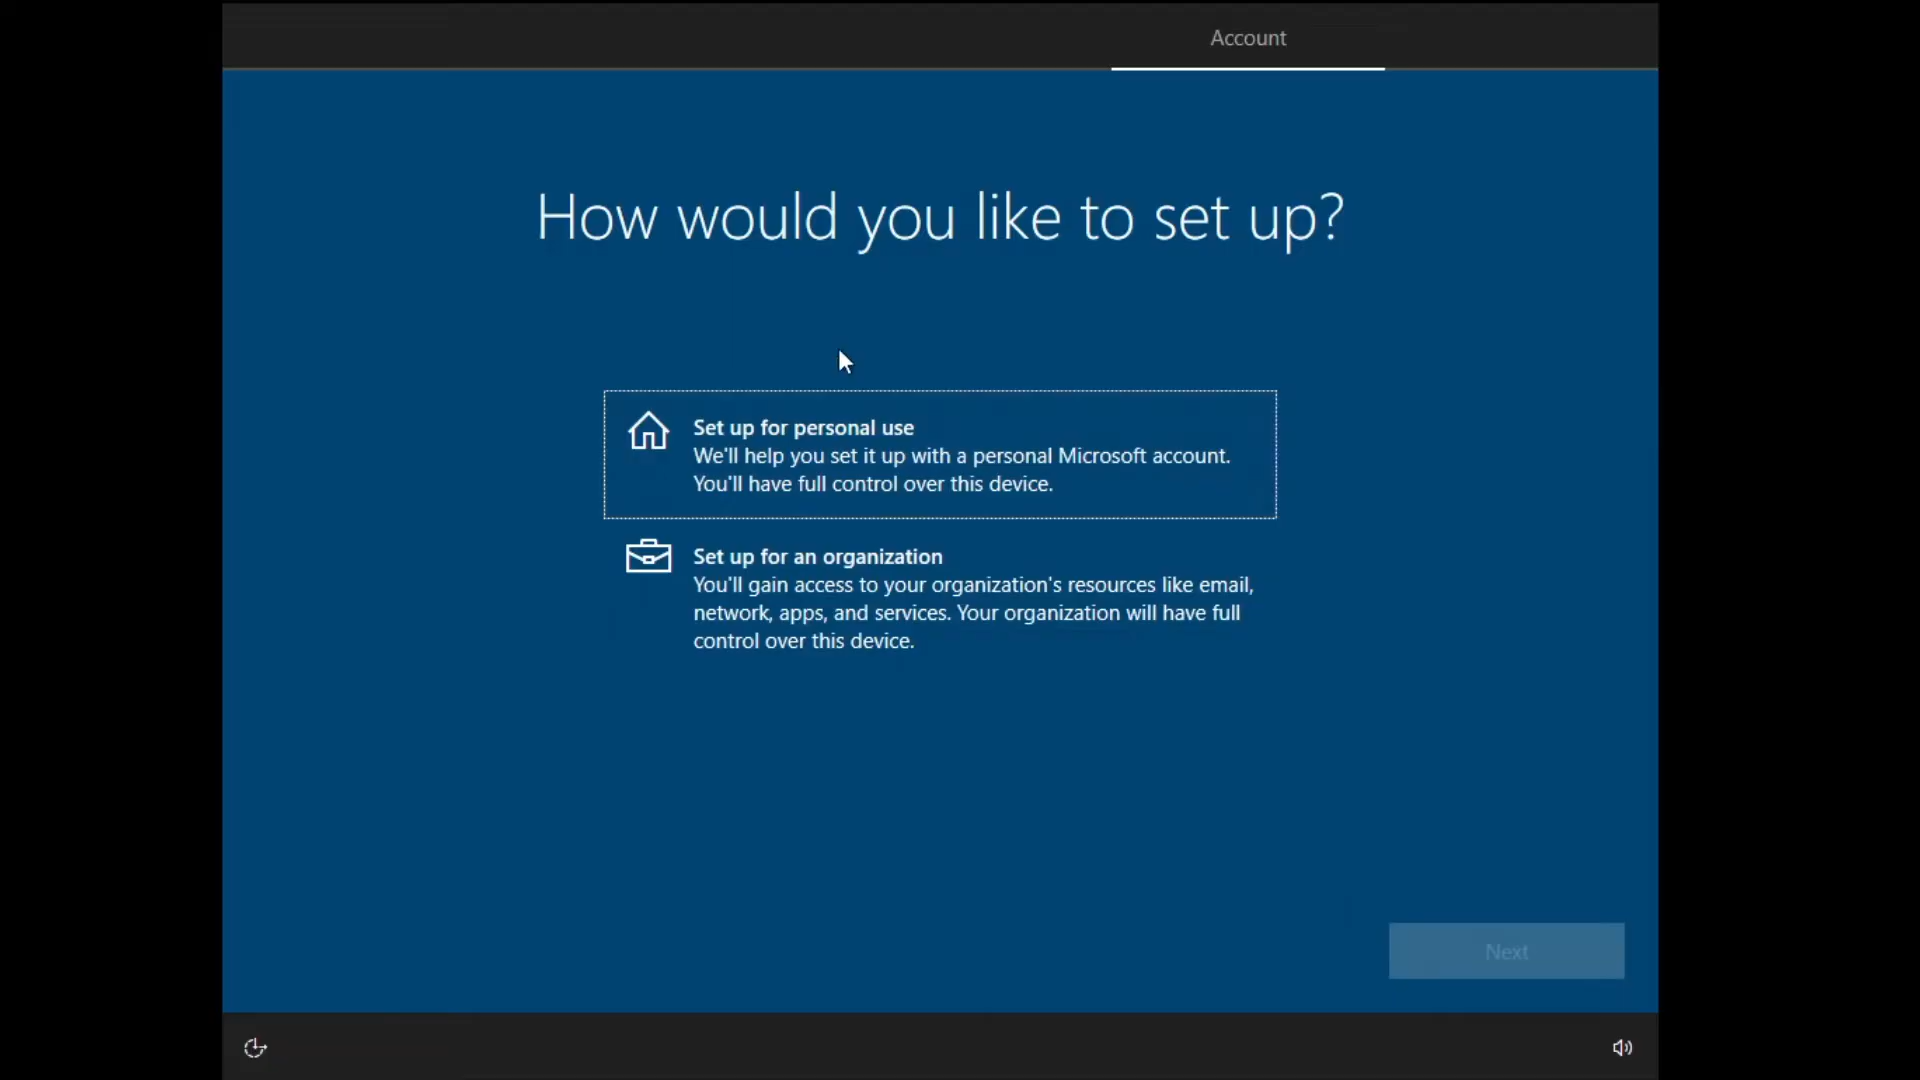 Account
How would you like to set up?
Set up for personal use
We'll help you set it up with a personal Microsoft account.
You'll have full control over this device.
Set up for an organization
You'll gain access to your organization's resources like email,
network, apps, and services. Your organization will have full
control over this device.
Next